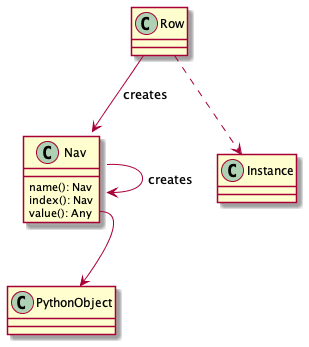 C Row
creates
C Nav
name(): Nav
index(): Nav
value(): Any
creates
C Instance
C PythonObject